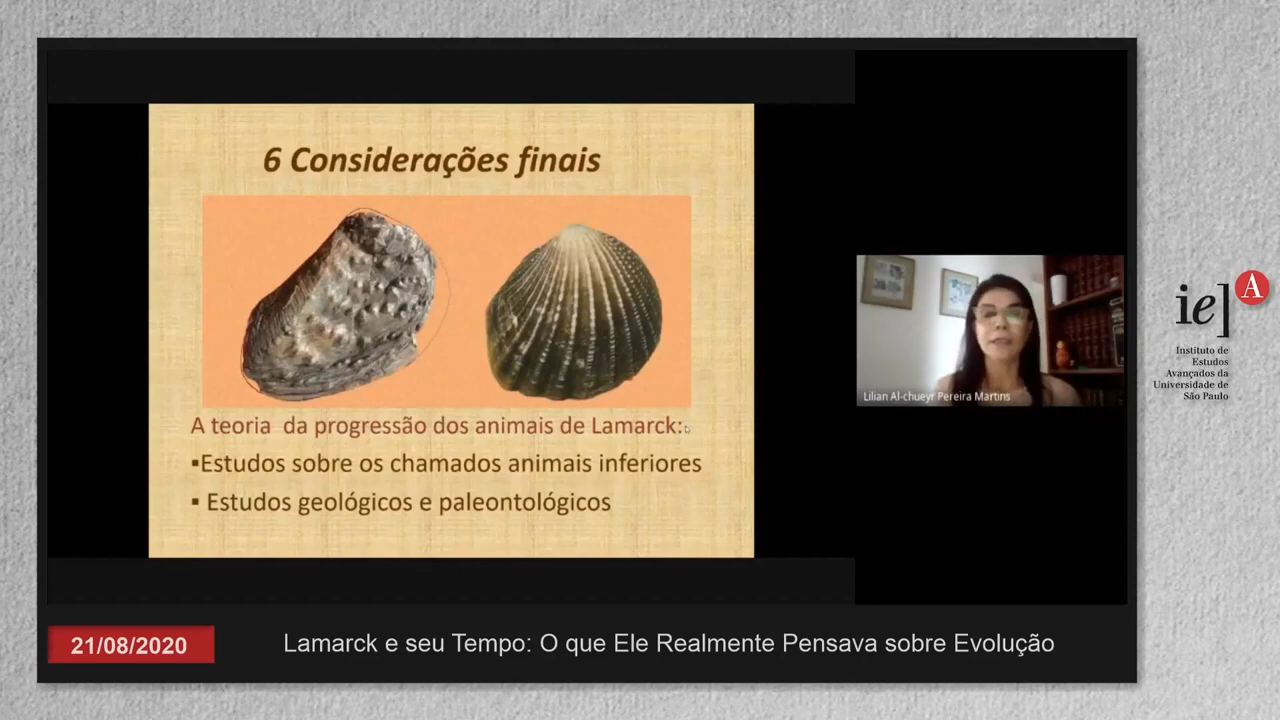 6 Considerações finais
A teoria da progressão dos animais de Lamarck:
▪Estudos sobre os chamados animais inferiores
▪ Estudos geológicos e paleontológicos
Lilian Al-chueyr Pereira Martins
iea]
A
Instituto de
Estudos
Avançados da
Universidade de
São Paulo
21/08/2020
Lamarck e seu Tempo: O que Ele Realmente Pensava sobre Evolução